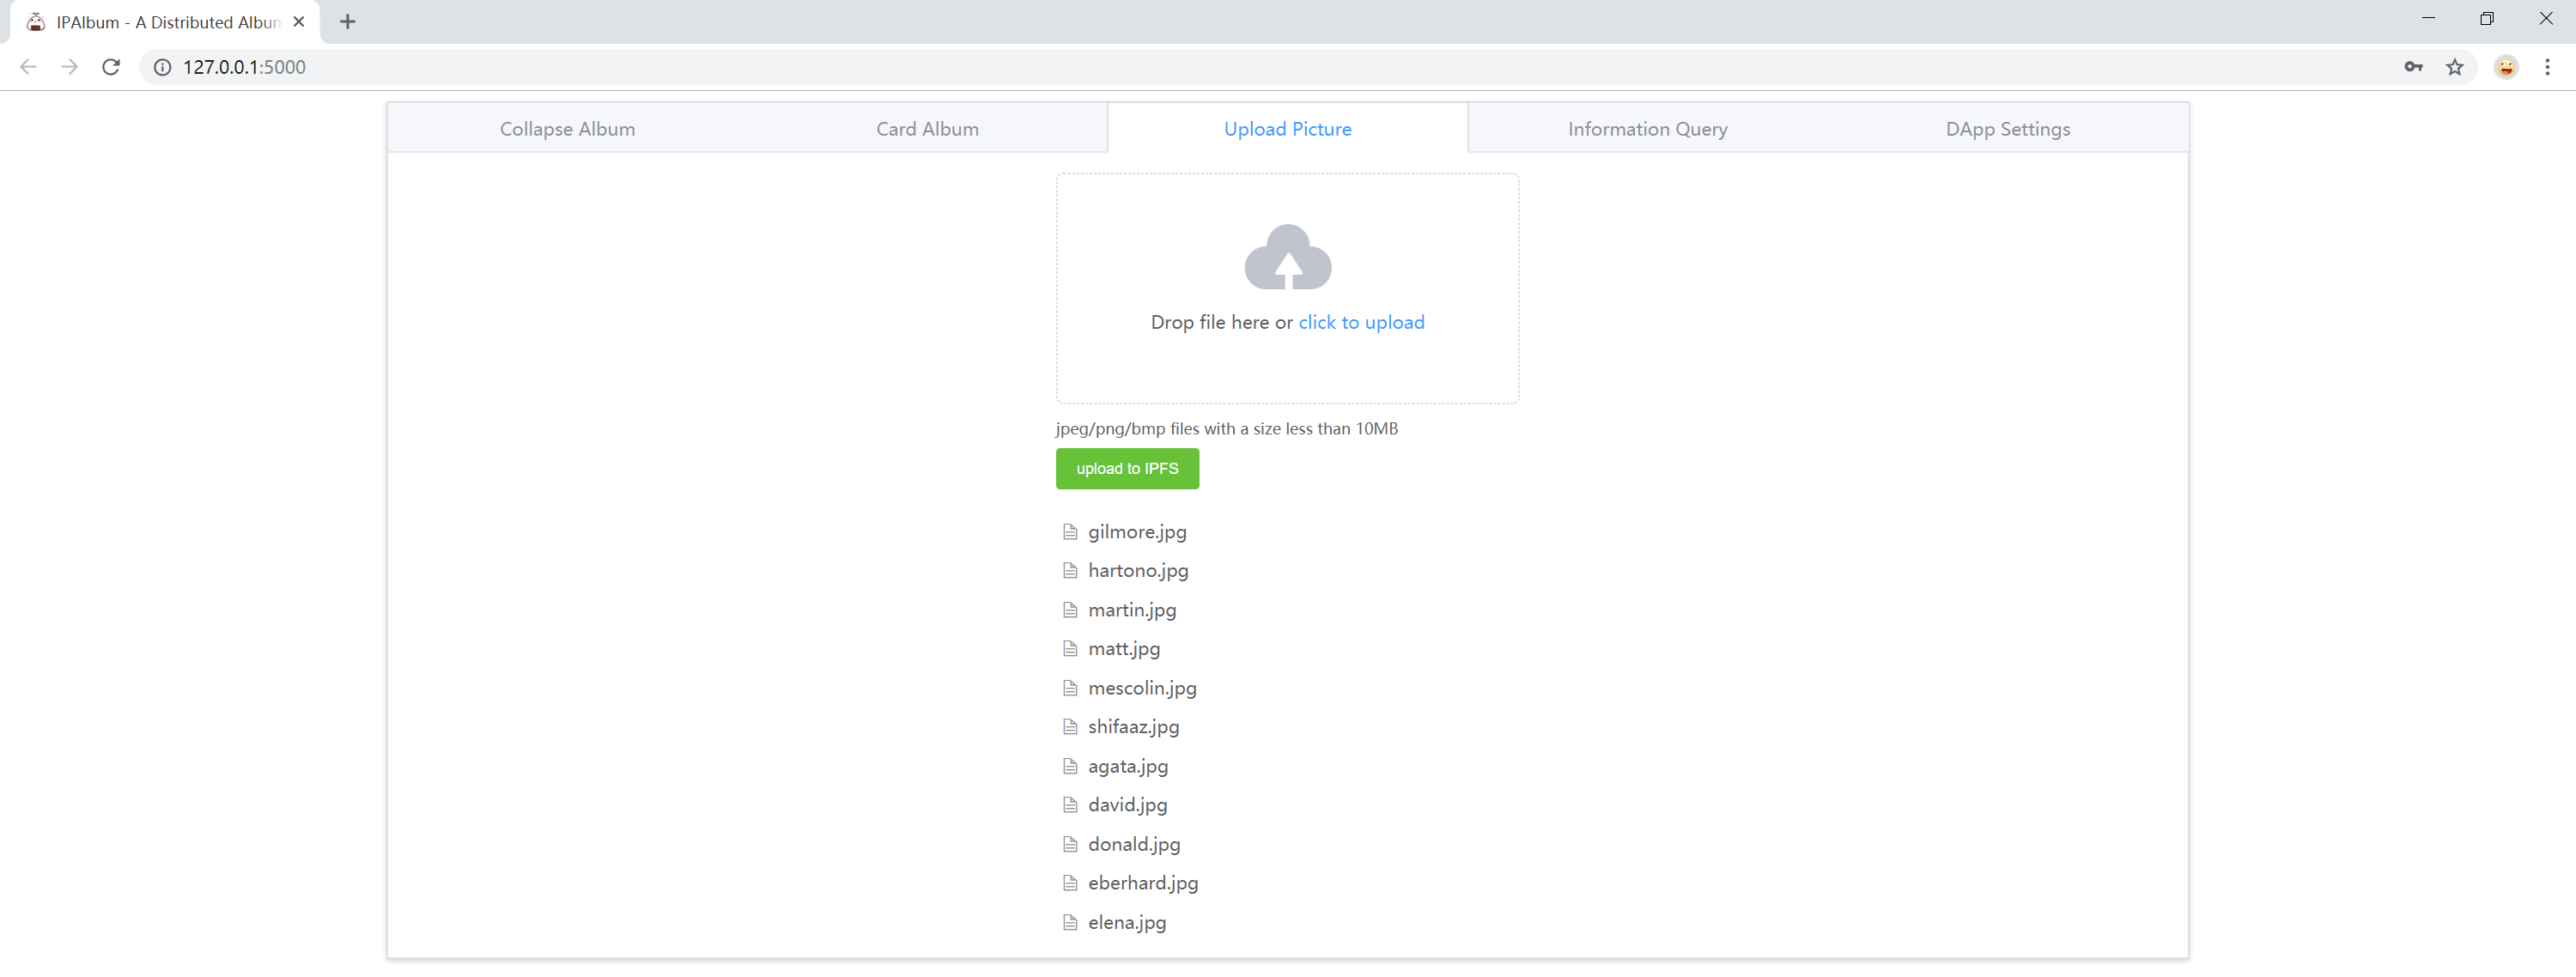 IPAlbum - A Distributed Album
127.0.0.1:5000
Collapse Album
Card Album
Upload Picture
Information Query
DApp Settings
Drop file here or click to upload
jpeg/png/bmp files with a size less than 10MB
upload to IPFS
gilmore.jpg
hartono.jpg
martin.jpg
matt.jpg
mescolin.jpg
shifaaz.jpg
agata.jpg
david.jpg
donald.jpg
eberhard.jpg
elena.jpg